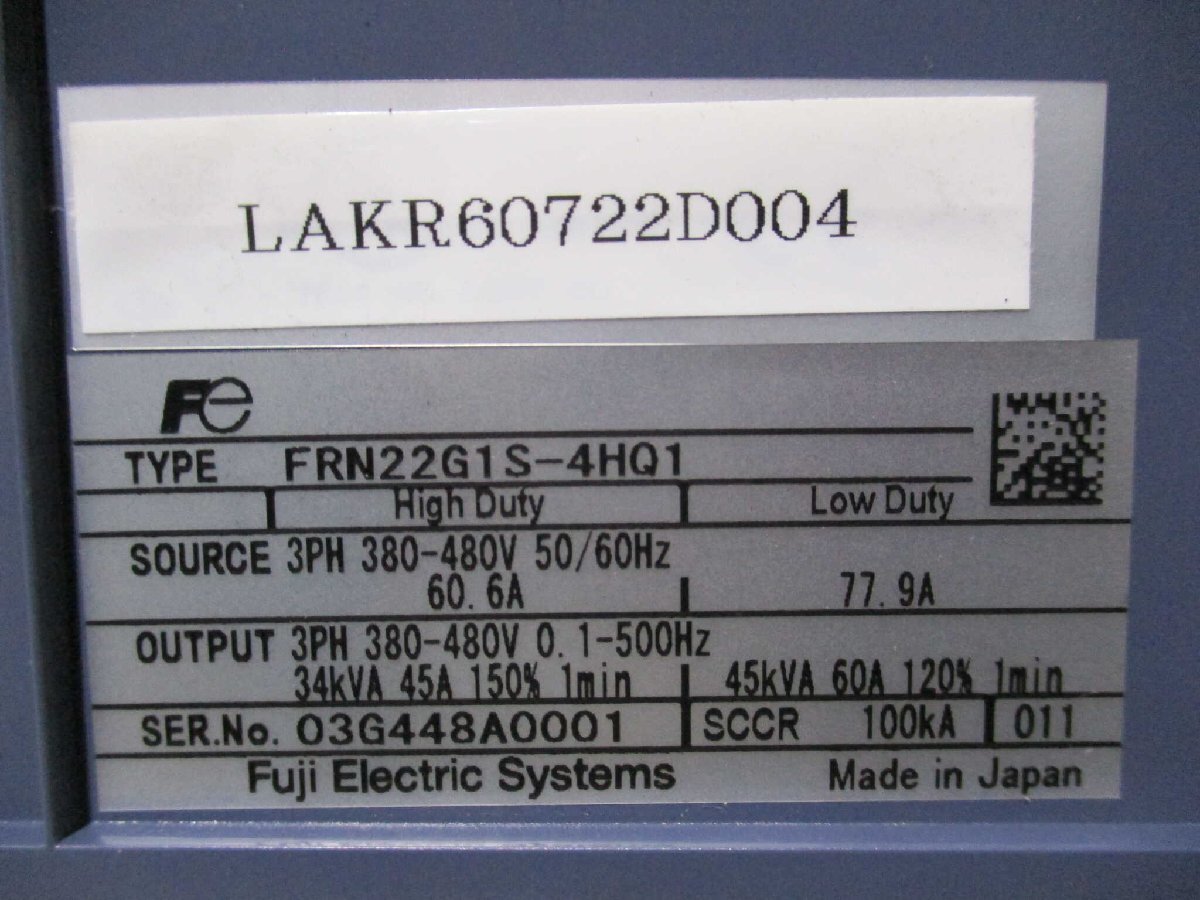 LAKR60722D004
Fe
TYPE FRN22G1S-4HQ1
High Duty Low Duty
SOURCE 3PH 380-480V 50/60Hz
60.6A 77.9A
OUTPUT 3PH 380-480V 0.1-500Hz
34kVA 45A 150% 1min 45kVA 60A 120% 1min
SER.No. 03G448A0001 SCCR 100kA 011
Fuji Electric Systems Made in Japan